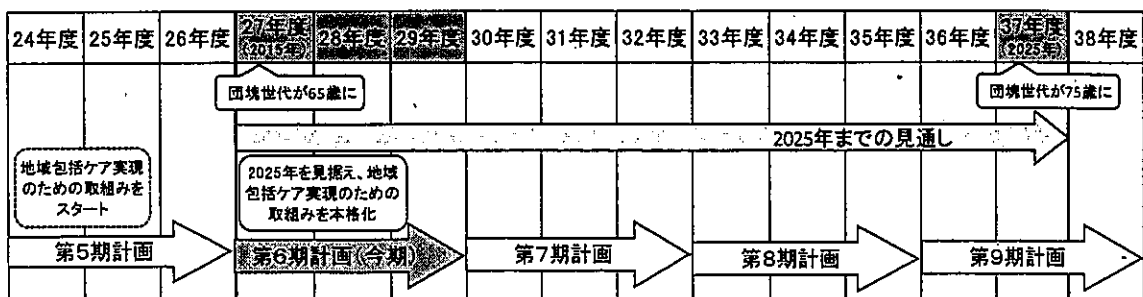 24年度 25年度 26年度 27年度 28年度 29年度 30年度 31年度 32年度 33年度 34年度 35年度 36年度 37年度 38年度
(2015年) (2025年)
団塊世代が65歳に 団塊世代が75歳に
2025年までの見通し
地域包括ケア実現
のための取組みを
スタート
2025年を見据え、地域
包括ケア実現のための
取組みを本格化
第5期計画 第6期計画(今期) 第7期計画 第8期計画 第9期計画